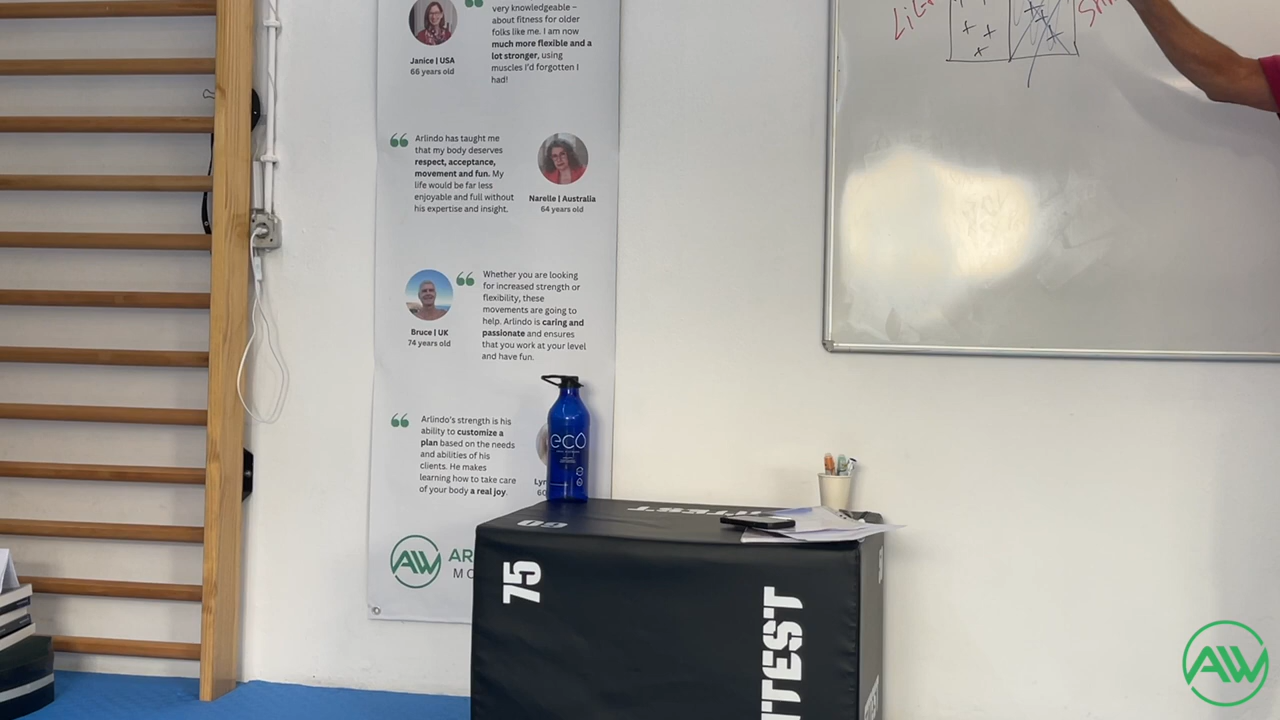 very knowledgeable –
about fitness for older
folks like me. I am now
much more flexible and a
lot stronger, using
muscles I'd forgotten I
had!
Janice | USA
66 years old
Arlindo has taught me
that my body deserves
respect, acceptance,
movement and fun. My
life would be far less
enjoyable and full without
his expertise and insight.
Narelle | Australia
64 years old
Whether you are looking
for increased strength or
flexibility, these
movements are going to
help. Arlindo is caring and
passionate and ensures
that you work at your level
and have fun.
Bruce | UK
74 years old
Arlindo's strength is his
ability to customize a
plan based on the needs
and abilities of his
clients. He makes
learning how to take care
of your body a real joy.
eco
60
75
AW
AW